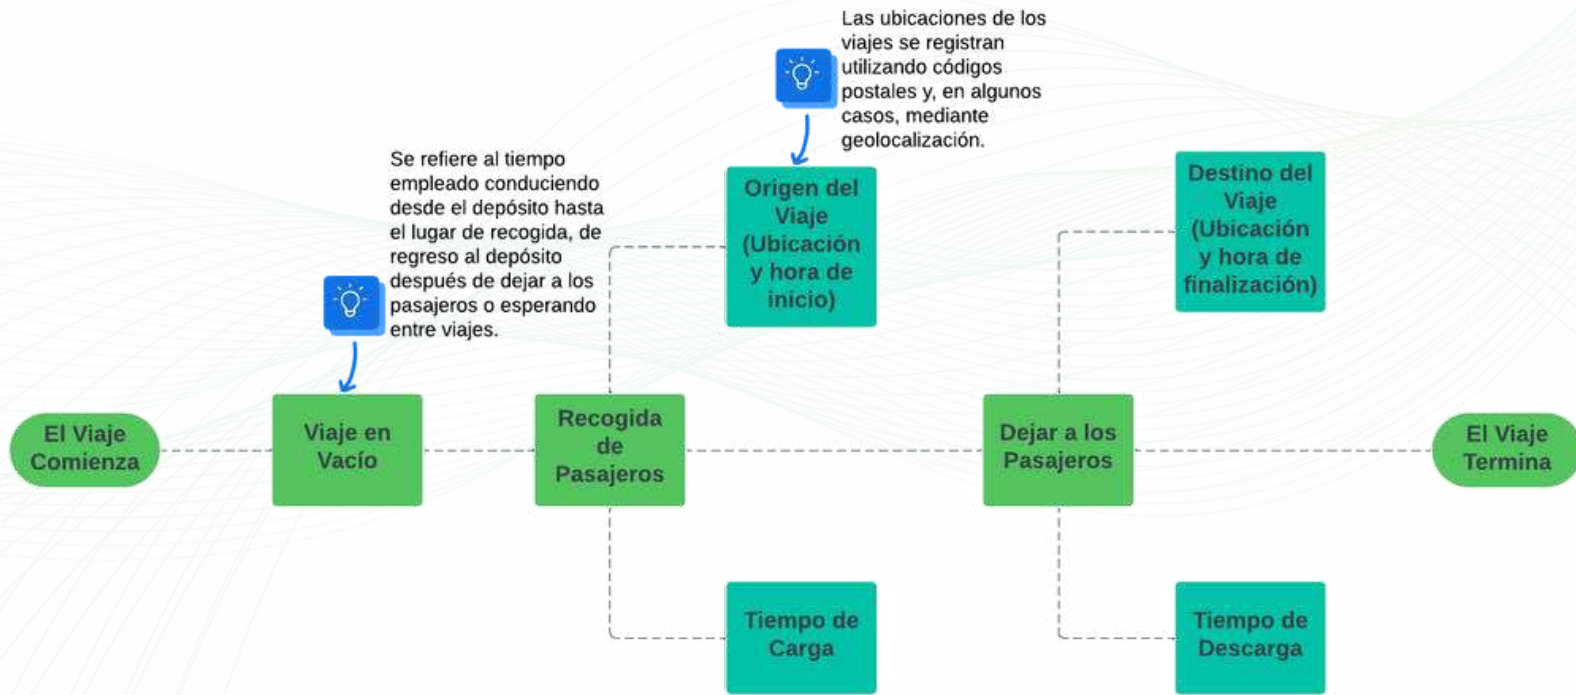 Las ubicaciones de los
viajes se registran
utilizando códigos
postales y, en algunos
casos, mediante
geolocalización.
Se refiere al tiempo
empleado conduciendo
desde el depósito hasta
el lugar de recogida, de
regreso al depósito
después de dejar a los
pasajeros o esperando
entre viajes.
Origen del
Viaje
(Ubicación
y hora de
inicio)
Destino del
Viaje
(Ubicación
y hora de
finalización)
El Viaje
Comienza
Viaje en
Vacío
Recogida
de
Pasajeros
Dejar a los
Pasajeros
El Viaje
Termina
Tiempo de
Carga
Tiempo de
Descarga